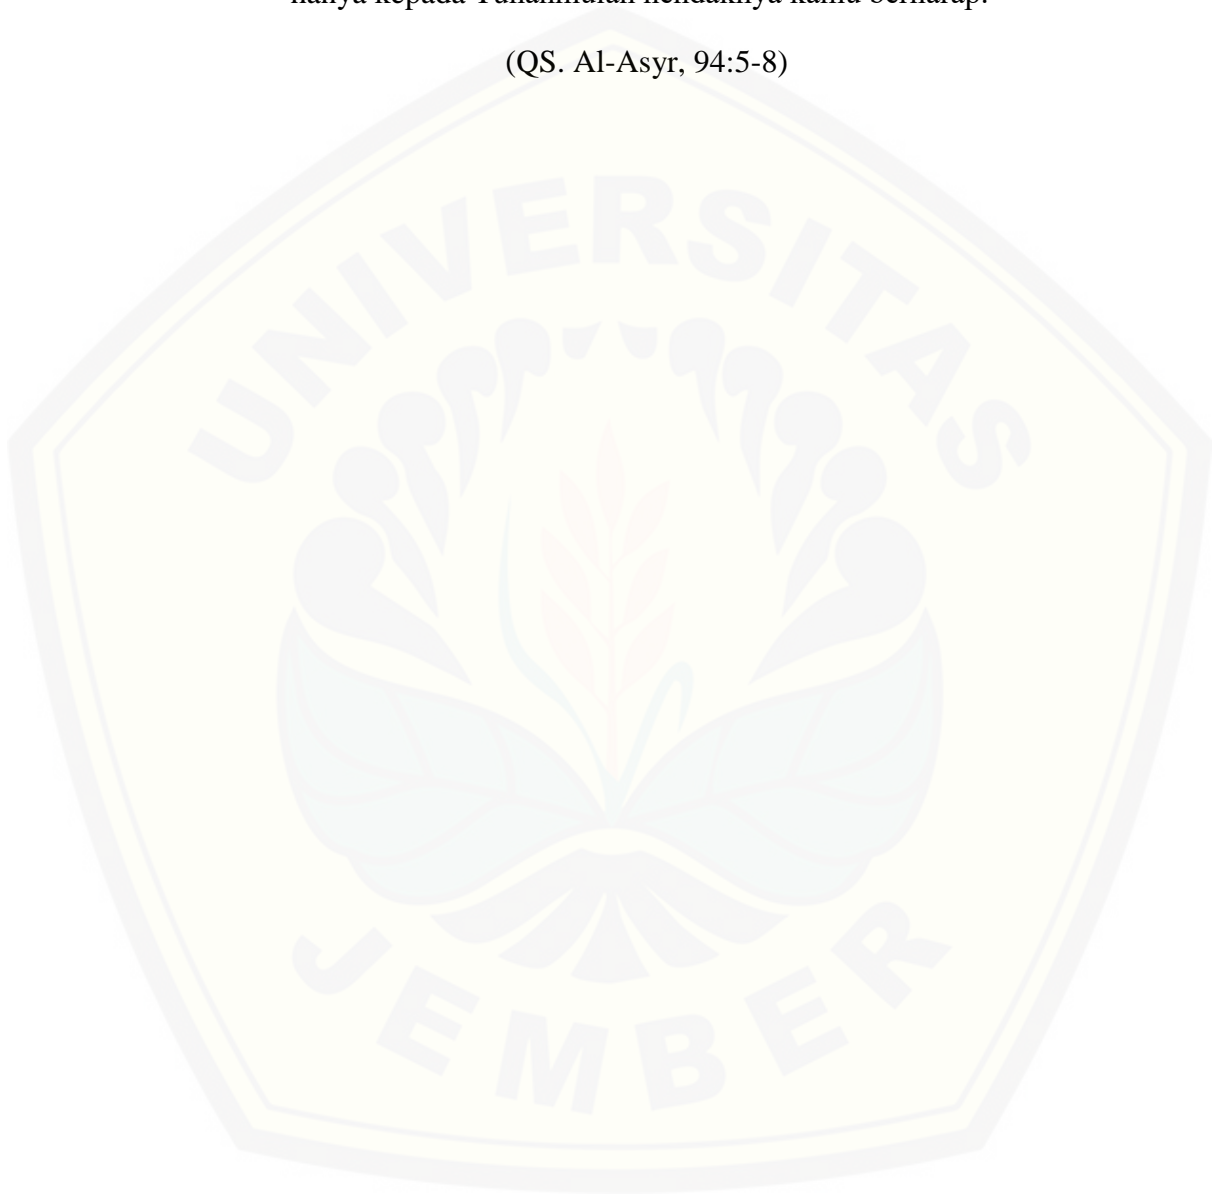 hanya kepada Tuhanmulah hendaknya kamu berharap.
(QS. Al-Asyr, 94:5-8)
UNIVERSITAS
JEMBER